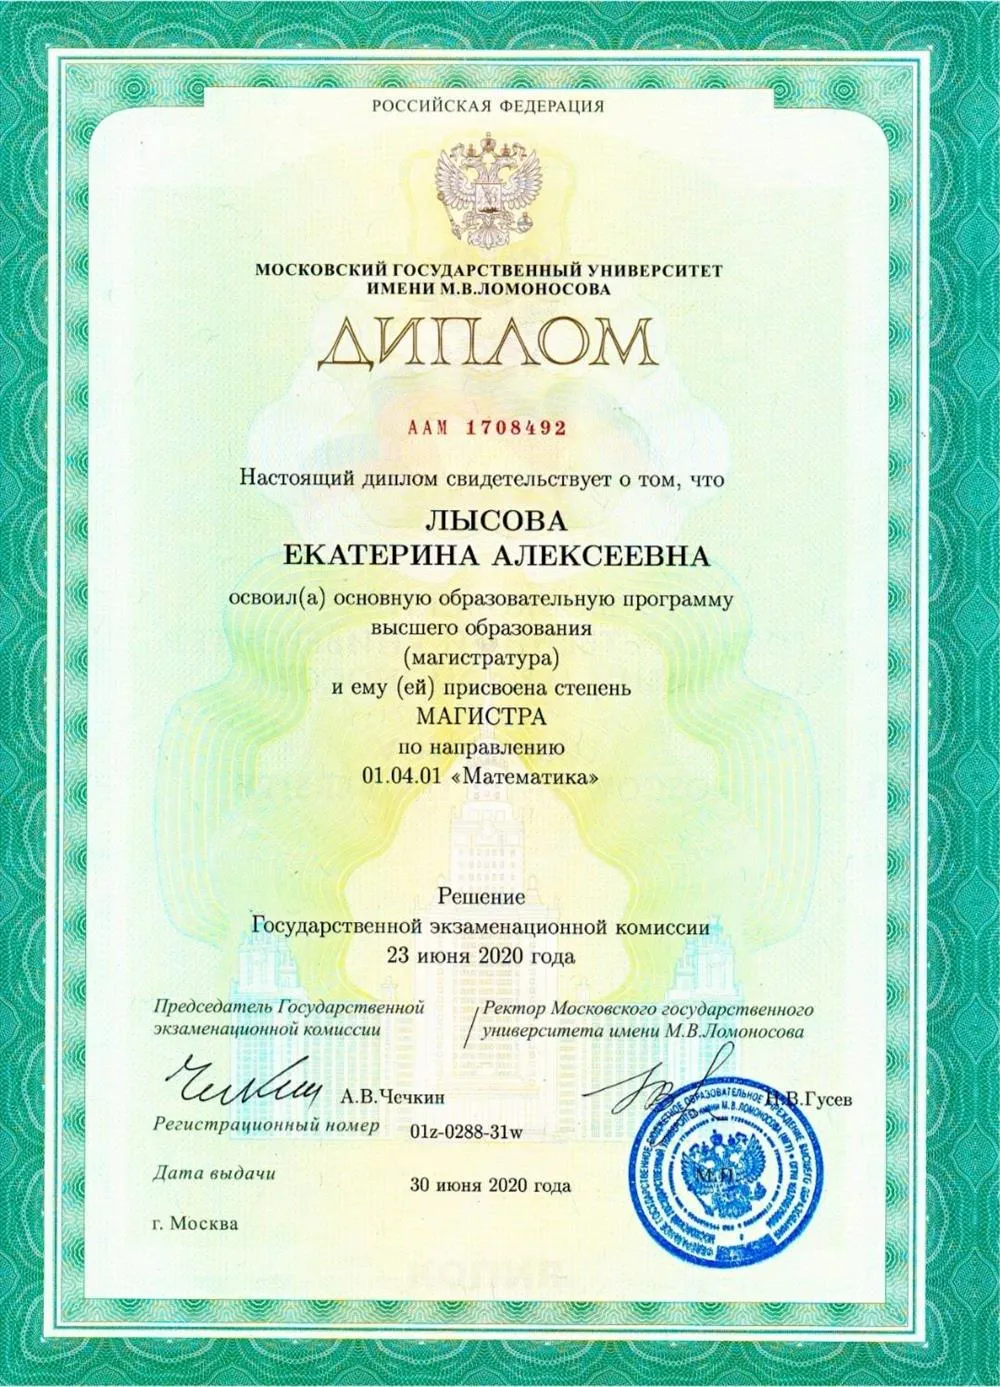 РОССИЙСКАЯ ФЕДЕРАЦИЯ
МОСКОВСКИЙ ГОСУДАРСТВЕННЫЙ УНИВЕРСИТЕТ
ИМЕНИ М.В.ЛОМОНОСОВА
ДИПЛОМ
ААМ 1708492
Настоящий диплом свидетельствует о том, что
ЛЫСОВА
ЕКАТЕРИНА АЛЕКСЕЕВНА
освоил(а) основную образовательную программу
высшего образования
(магистратура)
и ему (ей) присвоена степень
МАГИСТРА
по направлению
01.04.01 «Математика»
Решение
Государственной экзаменационной комиссии
23 июня 2020 года
Председатель Государственной
экзаменационной комиссии
Ректор Московского государственного
университета имени М.В.Ломоносова
А.В.Чечкин
В.Гусев
Регистрационный номер 01z-0288-31w
М.П.
Дата выдачи 30 июня 2020 года
г. Москва